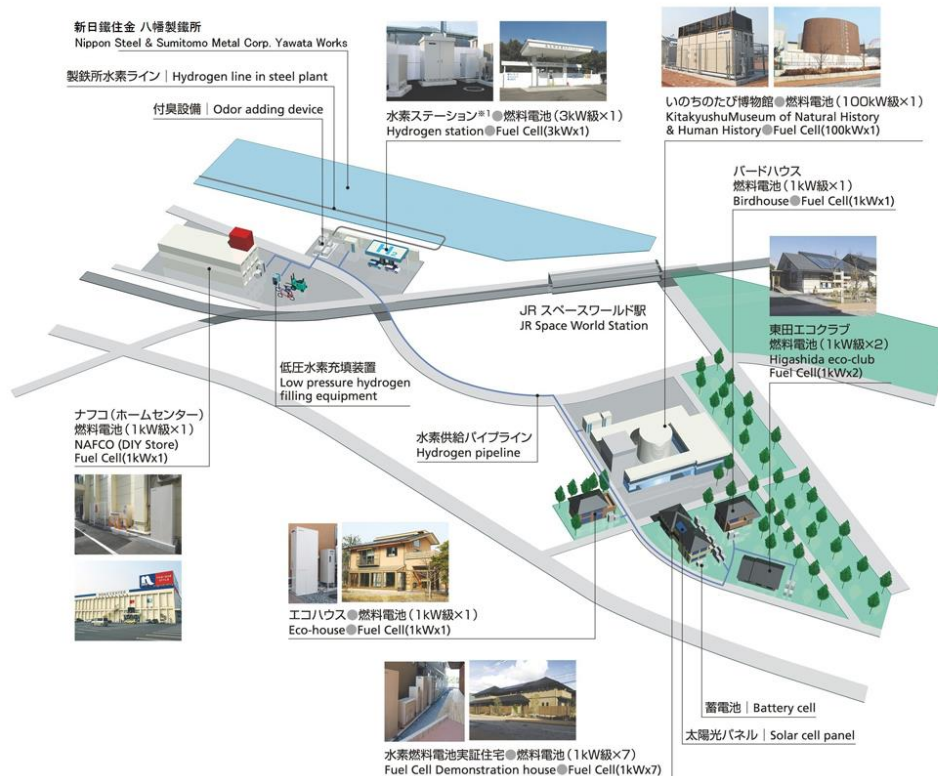 新日鐵住金 八幡製鐵所
Nippon Steel & Sumitomo Metal Corp. Yawata Works
製鉄所水素ライン｜Hydrogen line in steel plant
付臭設備｜Odor adding device
水素ステーション※1●燃料電池（3kW級×1）
Hydrogen station●Fuel Cell(3kWx1)
いのちのたび博物館●燃料電池（100kW級×1）
KitakyushuMuseum of Natural History
& Human History●Fuel Cell(100kWx1)
バードハウス
燃料電池（1kW級×1）
Birdhouse●Fuel Cell(1kWx1)
JR スペースワールド駅
JR Space World Station
東田エコクラブ
燃料電池（1kW級×2）
Higashida eco-club
Fuel Cell(1kWx2)
低圧水素充填装置
Low pressure hydrogen
filling equipment
ナフコ（ホームセンター）
燃料電池（1kW級×1）
NAFCO (DIY Store)
Fuel Cell(1kWx1)
水素供給パイプライン
Hydrogen pipeline
エコハウス●燃料電池（1kW級×1）
Eco-house●Fuel Cell(1kWx1)
蓄電池｜Battery cell
太陽光パネル｜Solar cell panel
水素燃料電池実証住宅●燃料電池（1kW級×7）
Fuel Cell Demonstration house●Fuel Cell(1kWx7)